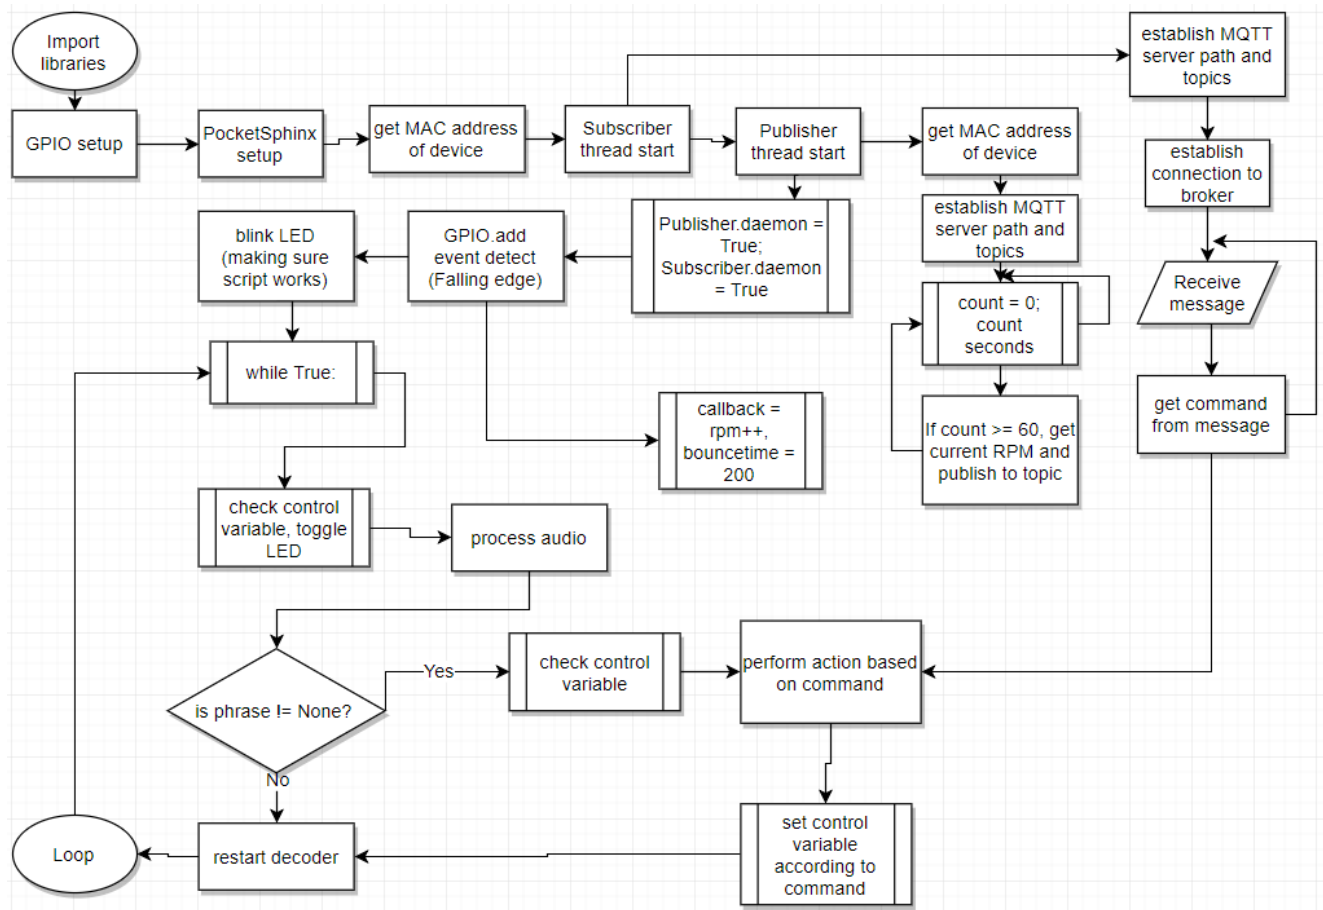 Import
libraries
GPIO setup
PocketSphinx
setup
get MAC address
of device
Subscriber
thread start
Publisher
thread start
get MAC address
of device
establish MQTT
server path and
topics
establish
connection to
broker
Receive
message
get command
from message
establish MQTT
server path and
topics
count = 0;
count
seconds
If count >= 60, get
current RPM and
publish to topic
Publisher.daemon =
True;
Subscriber.daemon
= True
GPIO.add
event detect
(Falling edge)
blink LED
(making sure
script works)
callback =
rpm++,
bouncetime =
200
while True:
check control
variable, toggle
LED
process audio
is phrase != None?
Yes
No
check control
variable
perform action based
on command
set control
variable
according to
command
restart decoder
Loop